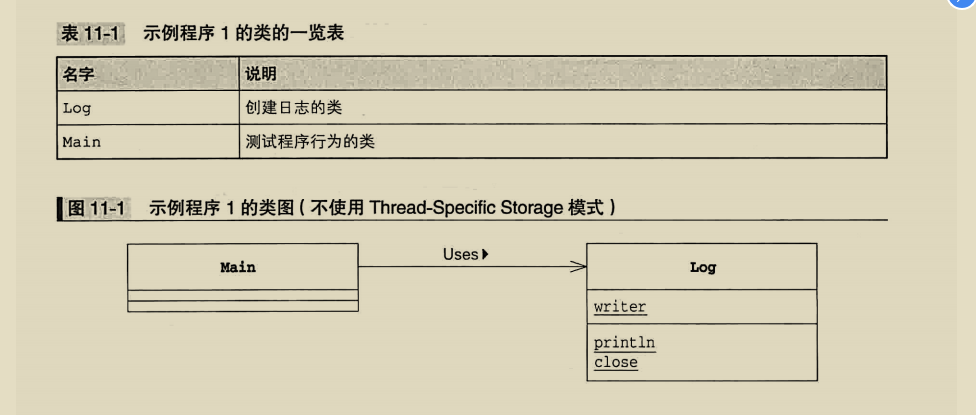 表 11-1 示例程序 1 的类的一览表
名字 说明
Log 创建日志的类
Main 测试程序行为的类
图 11-1 示例程序 1 的类图 ( 不使用 Thread-Specific Storage 模式 )
Uses
Main Log
writer
println
close